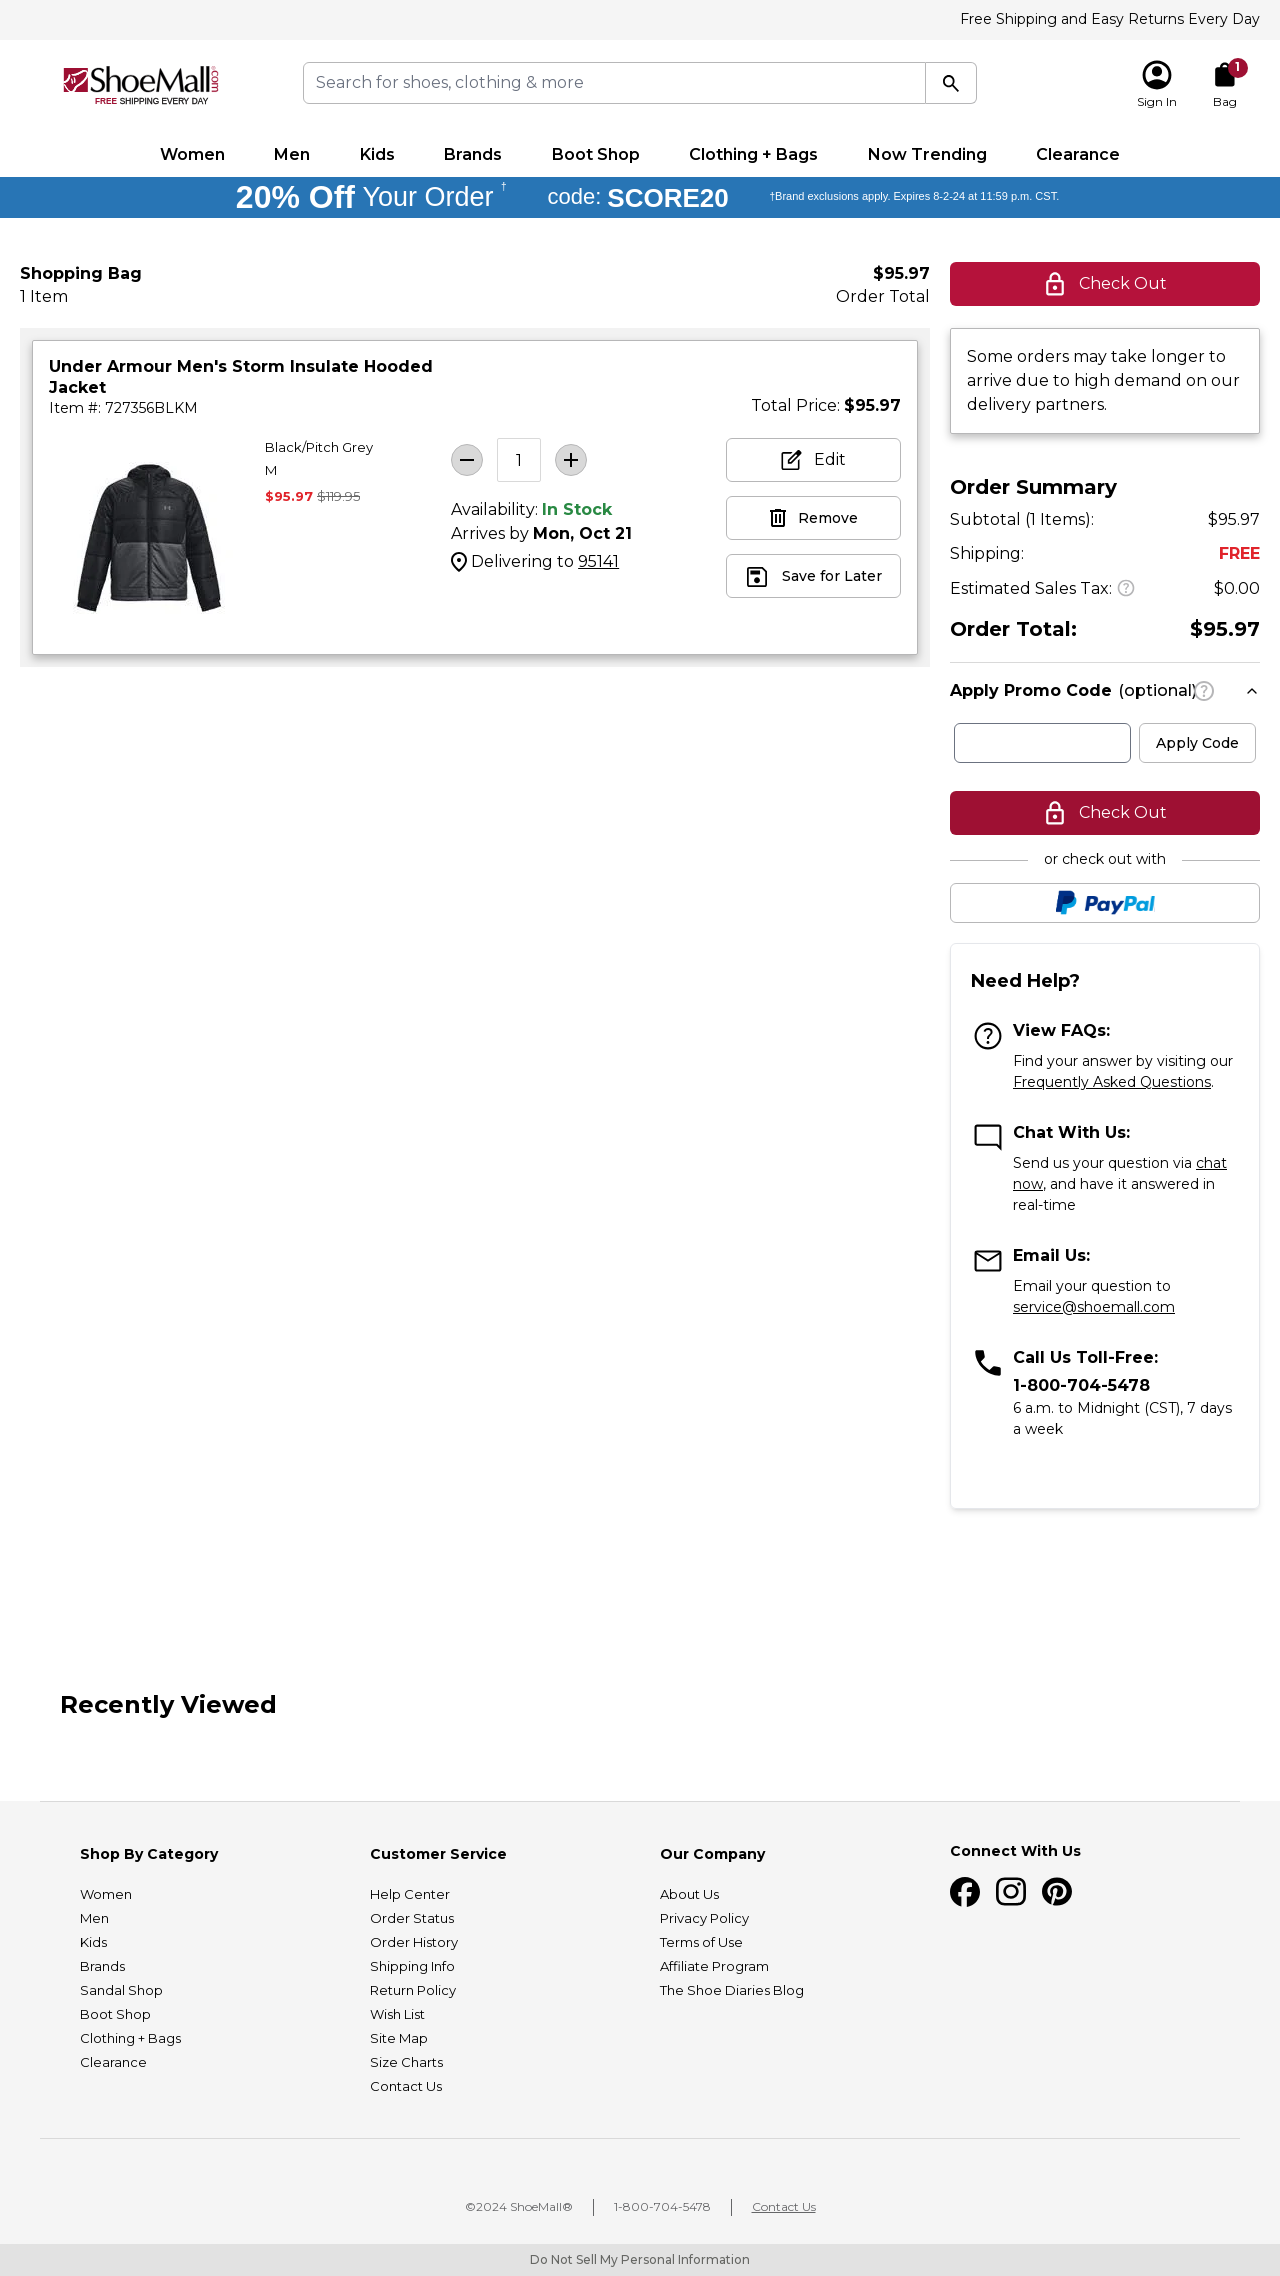 Free Shipping and Easy Returns Every Day
ShoeMall®.com
FREE SHIPPING EVERY DAY
Search for shoes, clothing & more
Sign In
1
Bag
Women Men Kids Brands Boot Shop Clothing + Bags Now Trending Clearance
20% Off Your Order † code: SCORE20 †Brand exclusions apply. Expires 8-2-24 at 11:59 p.m. CST.
Shopping Bag
1 Item
$95.97
Order Total
Under Armour Men's Storm Insulate Hooded
Jacket
Item #: 727356BLKM
Total Price: $95.97
Black/Pitch Grey
M
$95.97 $119.95
1
Availability: In Stock
Arrives by Mon, Oct 21
Delivering to 95141
Edit
Remove
Save for Later
Check Out
Some orders may take longer to
arrive due to high demand on our
delivery partners.
Order Summary
Subtotal (1 Items): $95.97
Shipping: FREE
Estimated Sales Tax: ? $0.00
Order Total: $95.97
Apply Promo Code (optional) ?
Apply Code
Check Out
or check out with
PayPal
Need Help?
View FAQs:
Find your answer by visiting our
Frequently Asked Questions.
Chat With Us:
Send us your question via chat
now, and have it answered in
real-time
Email Us:
Email your question to
service@shoemall.com
Call Us Toll-Free:
1-800-704-5478
6 a.m. to Midnight (CST), 7 days
a week
Recently Viewed
Shop By Category
Women
Men
Kids
Brands
Sandal Shop
Boot Shop
Clothing + Bags
Clearance
Customer Service
Help Center
Order Status
Order History
Shipping Info
Return Policy
Wish List
Site Map
Size Charts
Contact Us
Our Company
About Us
Privacy Policy
Terms of Use
Affiliate Program
The Shoe Diaries Blog
Connect With Us
©2024 ShoeMall® 1-800-704-5478 Contact Us
Do Not Sell My Personal Information